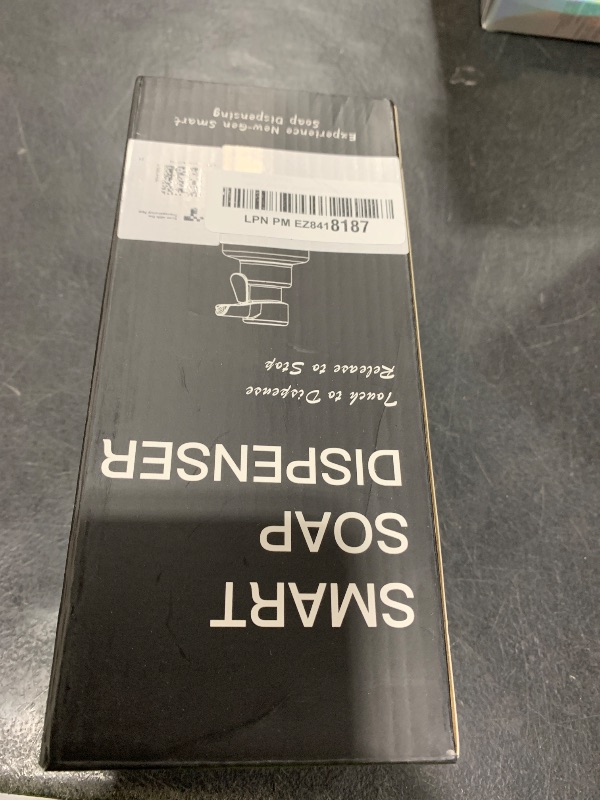 SMART
SOAP
DISPENSER
Touch to Dispense
Release to Stop
LPN PM EZ8418187
Experience New-Gen Smart
Soap Dispensing